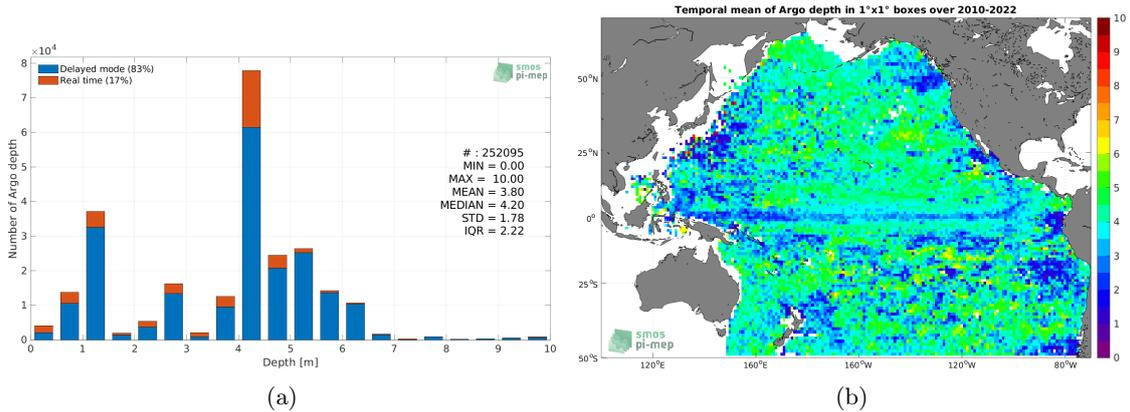 ×10⁴
8
7
6
5
4
3
2
1
0
Number of Argo depth
Delayed mode (83%)
Real time (17%)
smos
pi-mep
# : 252095
MIN = 0.00
MAX = 10.00
MEAN = 3.80
MEDIAN = 4.20
STD = 1.78
IQR = 2.22
0 1 2 3 4 5 6 7 8 9 10
Depth [m]
(a)
Temporal mean of Argo depth in 1°x1° boxes over 2010-2022
50°N
25°N
0°
25°S
50°S
smos
pi-mep
120°E 160°E 160°W 120°W 80°W
10
9
8
7
6
5
4
3
2
1
0
(b)